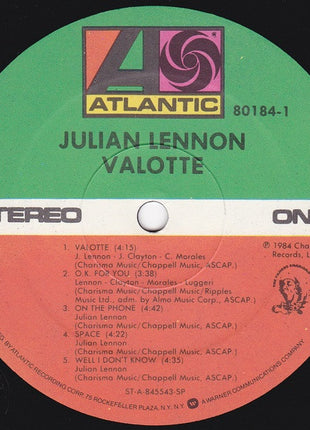 ATLANTIC
80184-1
JULIAN LENNON
VALOTTE
STEREO
ON
1. VALOTTE (4:15)
J. Lennon - J. Clayton - C. Morales
(Charisma Music/Chappell Music, ASCAP.)
2. O.K. FOR YOU (3:38)
Lennon - Clayton - Morales - Luggeri
(Charisma Music/Chappell Music/Ripples
Music Ltd., adm. by Almo Music Corp., ASCAP.)
3. ON THE PHONE (4:42)
Julian Lennon
(Charisma Music/Chappell Music, ASCAP.)
4. SPACE (4:22)
Julian Lennon
(Charisma Music/Chappell Music, ASCAP.)
5. WELL I DON'T KNOW (4:35)
Julian Lennon
(Charisma Music/Chappell Music, ASCAP.)
℗ 1984 Cha
Records, L
ST-A-845543-SP
BY ATLANTIC RECORDING CORP. 75 ROCKEFELLER PLAZA, N.Y. N.Y. A WARNER COMMUNICATIONS COMPANY